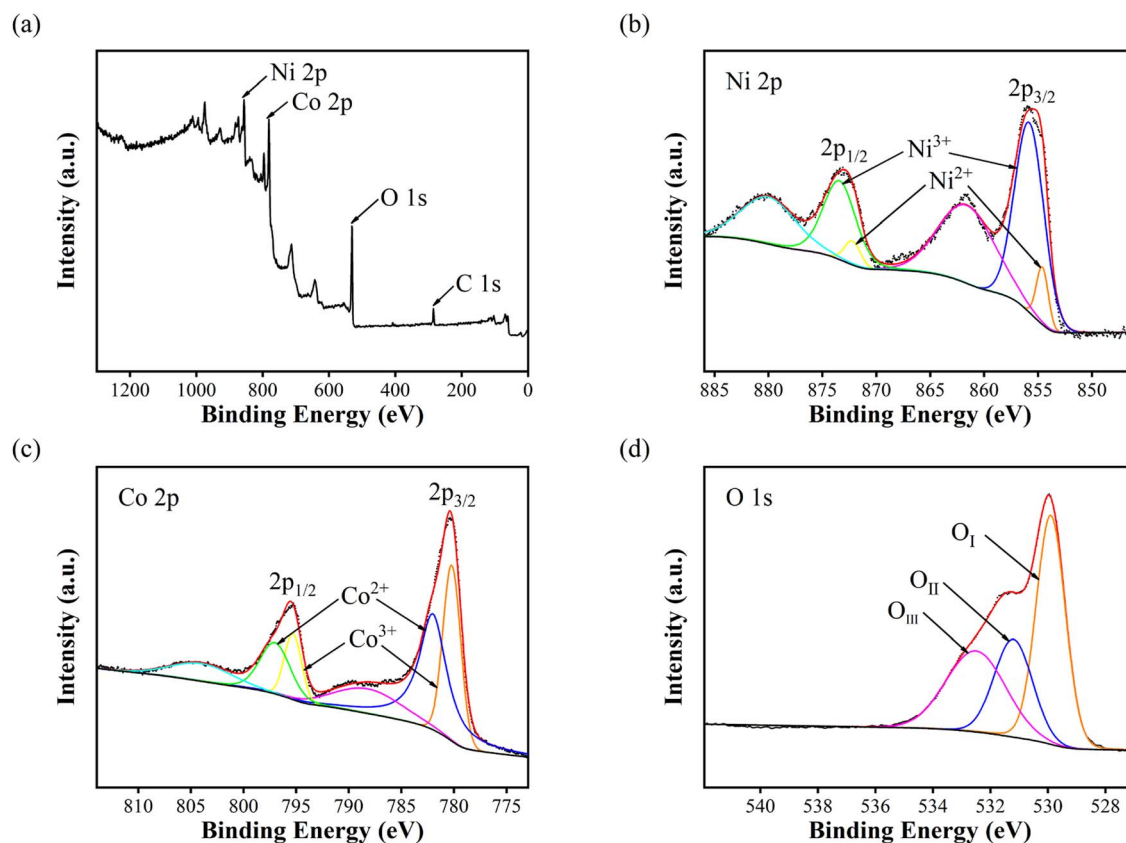 (a)
Ni 2p
Co 2p
O 1s
C 1s
Intensity (a.u.)
1200 1000 800 600 400 200 0
Binding Energy (eV)
(b)
Ni 2p
2p3/2
2p1/2
Ni3+
Ni2+
Intensity (a.u.)
885 880 875 870 865 860 855 850
Binding Energy (eV)
(c)
Co 2p
2p3/2
2p1/2
Co2+
Co3+
Intensity (a.u.)
810 805 800 795 790 785 780 775
Binding Energy (eV)
(d)
O 1s
OI
OII
OIII
Intensity (a.u.)
540 538 536 534 532 530 528
Binding Energy (eV)